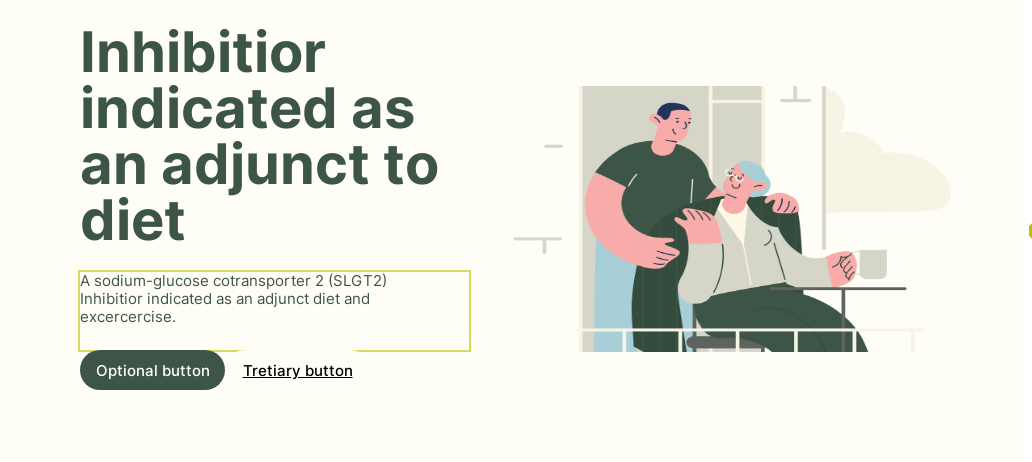 Inhibitior
indicated as
an adjunct to
diet
A sodium-glucose cotransporter 2 (SLGT2)
Inhibitior indicated as an adjunct diet and
excercercise.
Optional button
Tretiary button